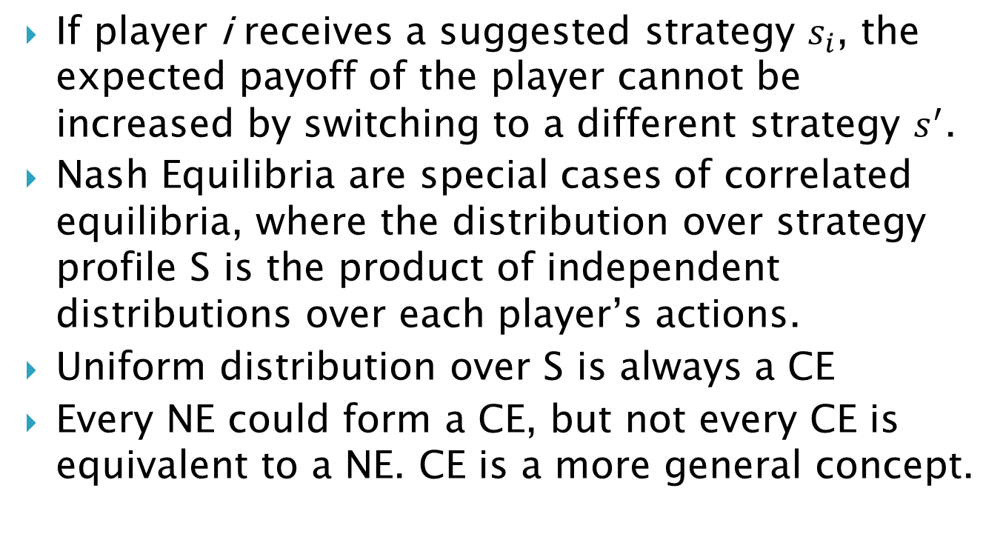 If player i receives a suggested strategy sᵢ, the
expected payoff of the player cannot be
increased by switching to a different strategy s′.
Nash Equilibria are special cases of correlated
equilibria, where the distribution over strategy
profile S is the product of independent
distributions over each player’s actions.
Uniform distribution over S is always a CE
Every NE could form a CE, but not every CE is
equivalent to a NE. CE is a more general concept.